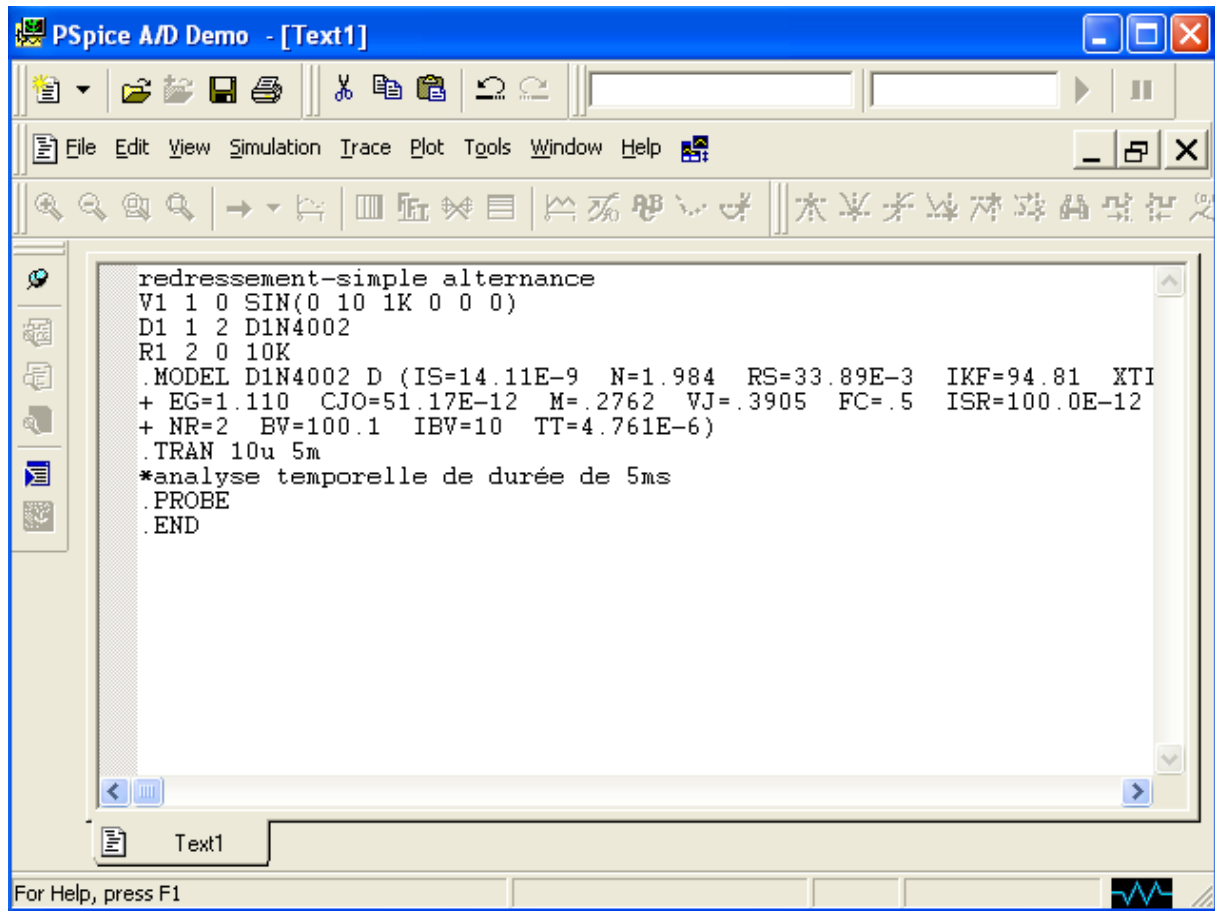 PSpice A/D Demo - [Text1]
File Edit View Simulation Trace Plot Tools Window Help
redressement-simple alternance
V1 1 0 SIN(0 10 1K 0 0 0)
D1 1 2 D1N4002
R1 2 0 10K
.MODEL D1N4002 D (IS=14.11E-9 N=1.984 RS=33.89E-3 IKF=94.81 XTI
+ EG=1.110 CJO=51.17E-12 M=.2762 VJ=.3905 FC=.5 ISR=100.0E-12
+ NR=2 BV=100.1 IBV=10 TT=4.761E-6)
.TRAN 10u 5m
*analyse temporelle de durée de 5ms
.PROBE
.END
Text1
For Help, press F1